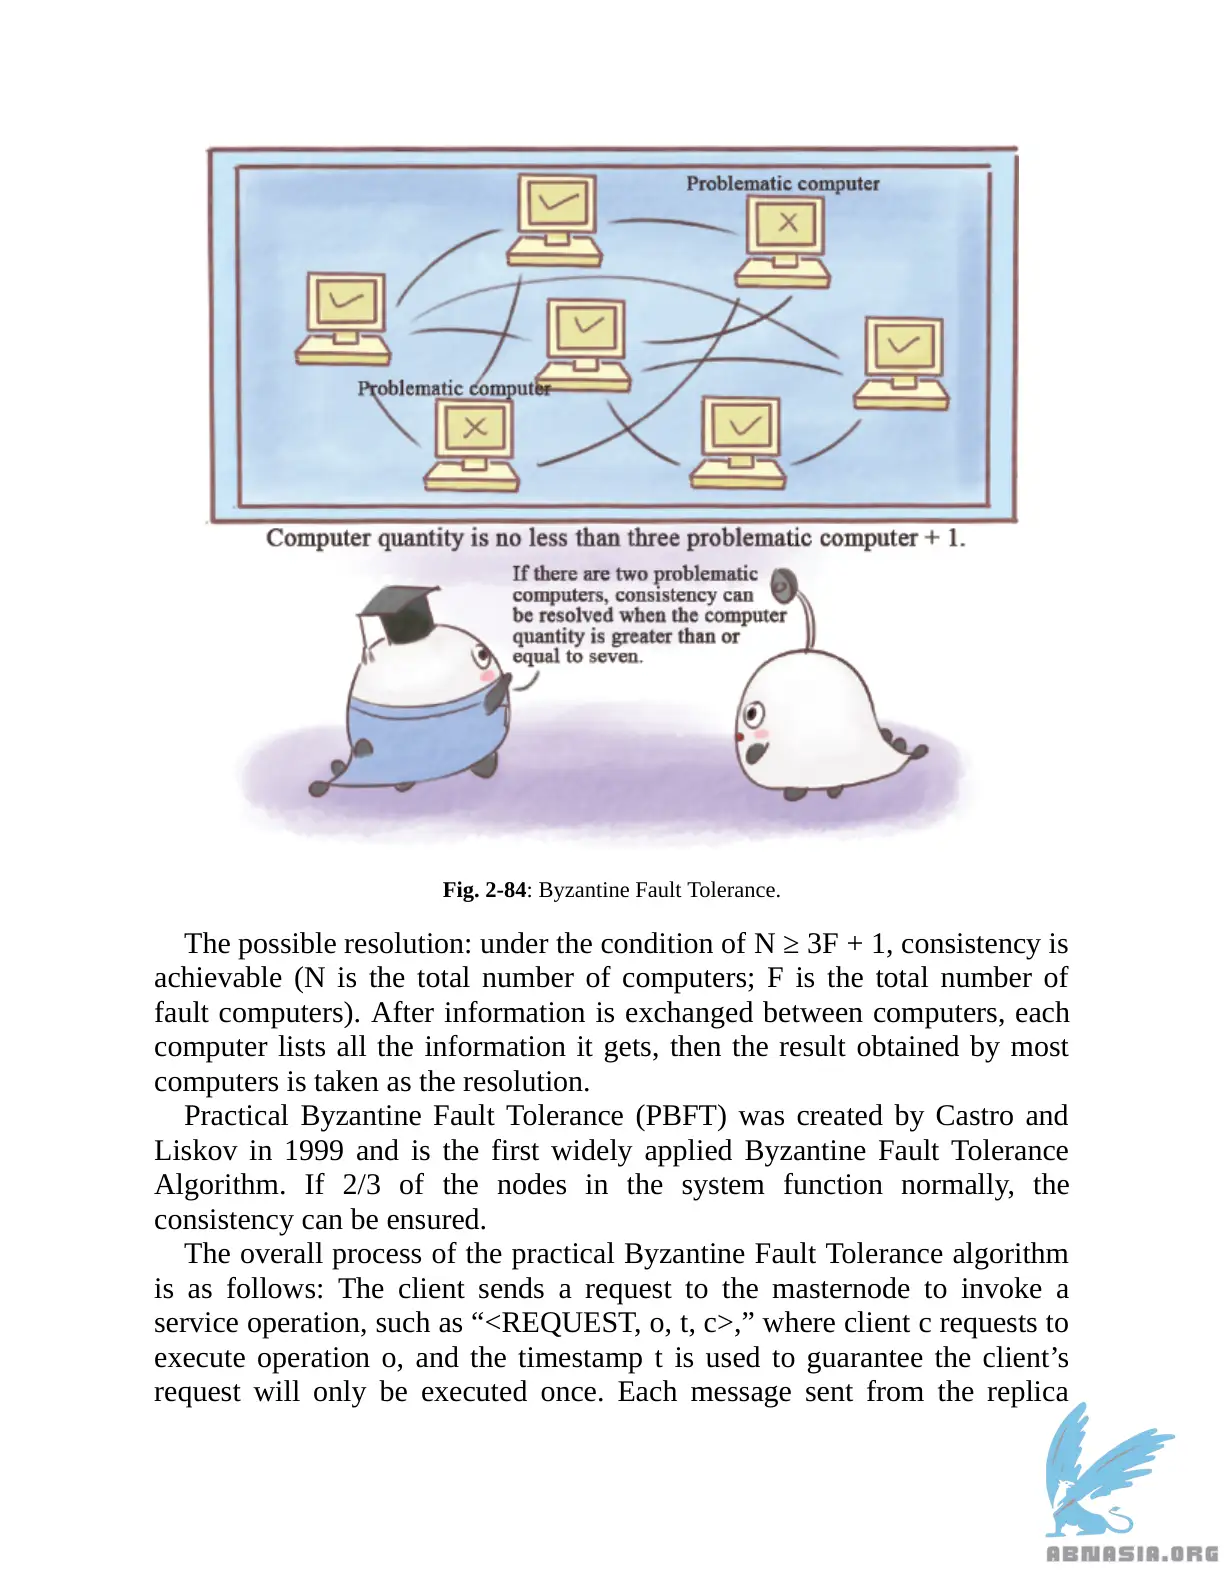 Problematic computer
Problematic computer
Computer quantity is no less than three problematic computer + 1.
If there are two problematic
computers, consistency can
be resolved when the computer
quantity is greater than or
equal to seven.
Fig. 2-84: Byzantine Fault Tolerance.
The possible resolution: under the condition of N ≥ 3F + 1, consistency is
achievable (N is the total number of computers; F is the total number of
fault computers). After information is exchanged between computers, each
computer lists all the information it gets, then the result obtained by most
computers is taken as the resolution.
Practical Byzantine Fault Tolerance (PBFT) was created by Castro and
Liskov in 1999 and is the first widely applied Byzantine Fault Tolerance
Algorithm. If 2/3 of the nodes in the system function normally, the
consistency can be ensured.
The overall process of the practical Byzantine Fault Tolerance algorithm
is as follows: The client sends a request to the masternode to invoke a
service operation, such as “<REQUEST, o, t, c>,” where client c requests to
execute operation o, and the timestamp t is used to guarantee the client’s
request will only be executed once. Each message sent from the replica
ABNASIA.ORG